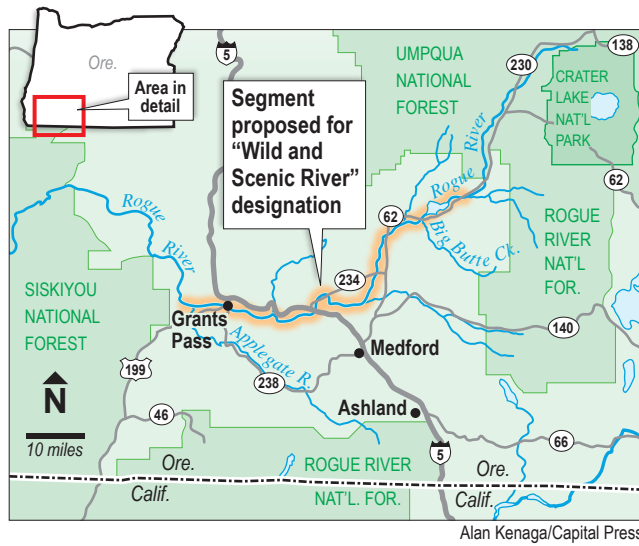 Ore.
Area in
detail
5
Segment
proposed for
“Wild and
Scenic River”
designation
UMPQUA
NATIONAL
FOREST
138
230
CRATER
LAKE
NAT’L
PARK
62
Rogue
River
62
Big Butte Ck.
ROGUE
RIVER
NAT’L
FOR.
Rogue
River
234
SISKIYOU
NATIONAL
FOREST
Grants
Pass
140
Applegate R.
Medford
199
238
N
Ashland
46
10 miles
66
5
ROGUE RIVER
NAT’L. FOR.
Ore.
Calif.
Ore.
Calif.
Alan Kenaga/Capital Press